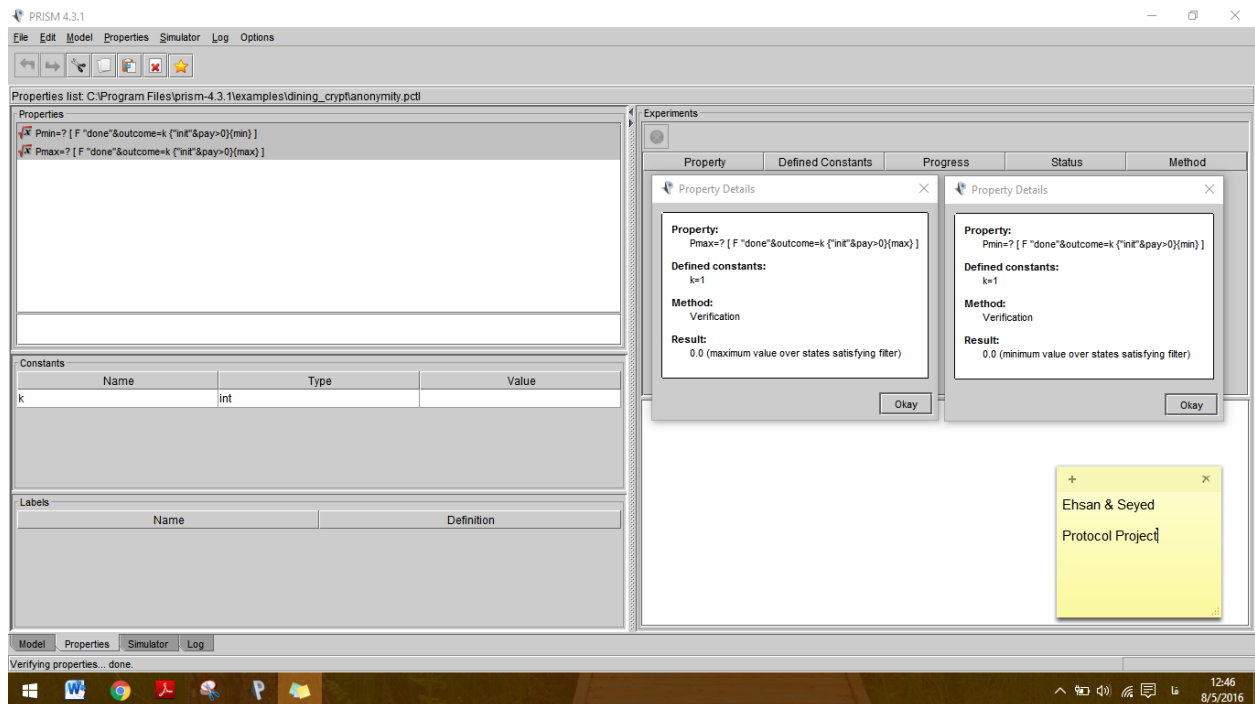 PRISM 4.3.1
File Edit Model Properties Simulator Log Options
Properties list: C:\Program Files\prism-4.3.1\examples\dining_crypt\anonymity.pctl
Properties
Pmin=? [ F "done"&outcome=k {"init"&pay>0}{min} ]
Pmax=? [ F "done"&outcome=k {"init"&pay>0}{max} ]
Constants
Name Type Value
k int
Labels
Name Definition
Experiments
Property Defined Constants Progress Status Method
Property Details
Property:
Pmax=? [ F "done"&outcome=k {"init"&pay>0}{max} ]
Defined constants:
k=1
Method:
Verification
Result:
0.0 (maximum value over states satisfying filter)
Okay
Property Details
Property:
Pmin=? [ F "done"&outcome=k {"init"&pay>0}{min} ]
Defined constants:
k=1
Method:
Verification
Result:
0.0 (minimum value over states satisfying filter)
Okay
Ehsan & Seyed
Protocol Project
Model Properties Simulator Log
Verifying properties... done.
فا
12:46
8/5/2016